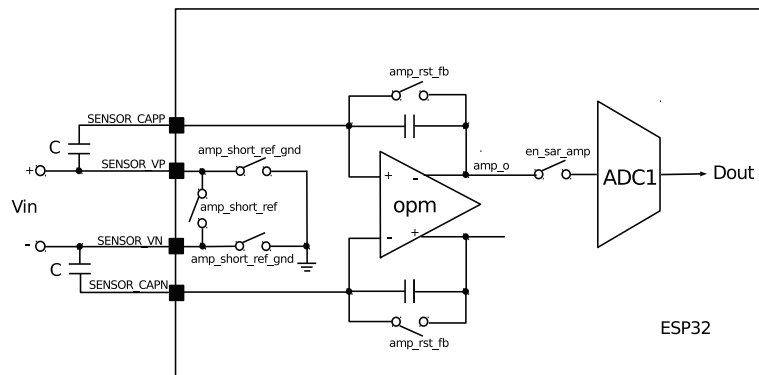 amp_rst_fb
SENSOR_CAPP
C
amp_short_ref_gnd
en_sar_amp
SENSOR_VP
+
amp_o
+ -
ADC1
Dout
Vin
amp_short_ref
opm
- SENSOR_VN
- +
amp_short_ref_gnd
C
SENSOR_CAPN
ESP32
amp_rst_fb